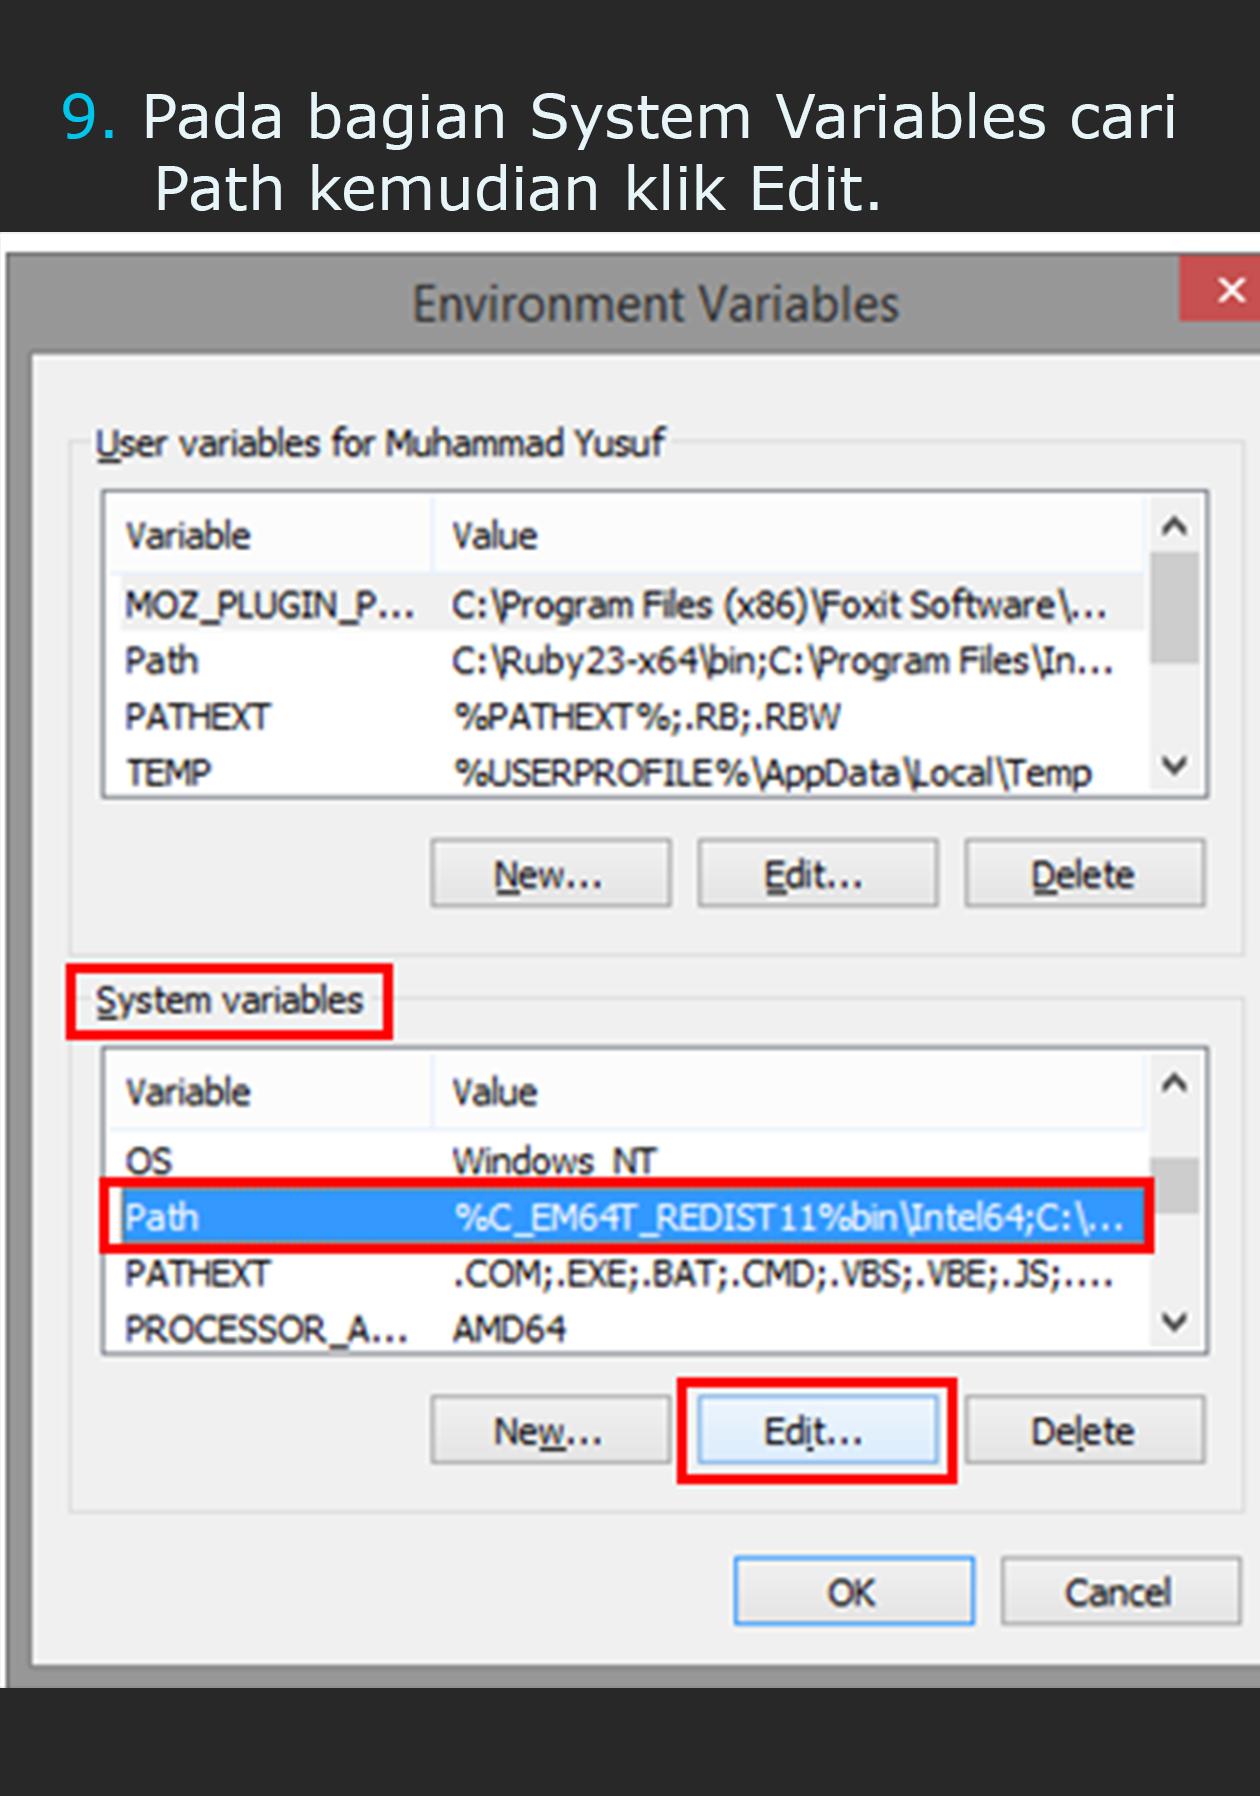 9. Pada bagian System Variables cari
Path kemudian klik Edit.
Environment Variables
User variables for Muhammad Yusuf
Variable Value
MOZ_PLUGIN_P... C:\Program Files (x86)\Foxit Software\...
Path C:\Ruby23-x64\bin;C:\Program Files\In...
PATHEXT %PATHEXT%;.RB;.RBW
TEMP %USERPROFILE%\AppData\Local\Temp
New... Edit... Delete
System variables
Variable Value
OS Windows_NT
Path %C_EM64T_REDIST11%bin\Intel64;C:\...
PATHEXT .COM;.EXE;.BAT;.CMD;.VBS;.VBE;.JS;....
PROCESSOR_A... AMD64
New... Edit... Delete
OK Cancel